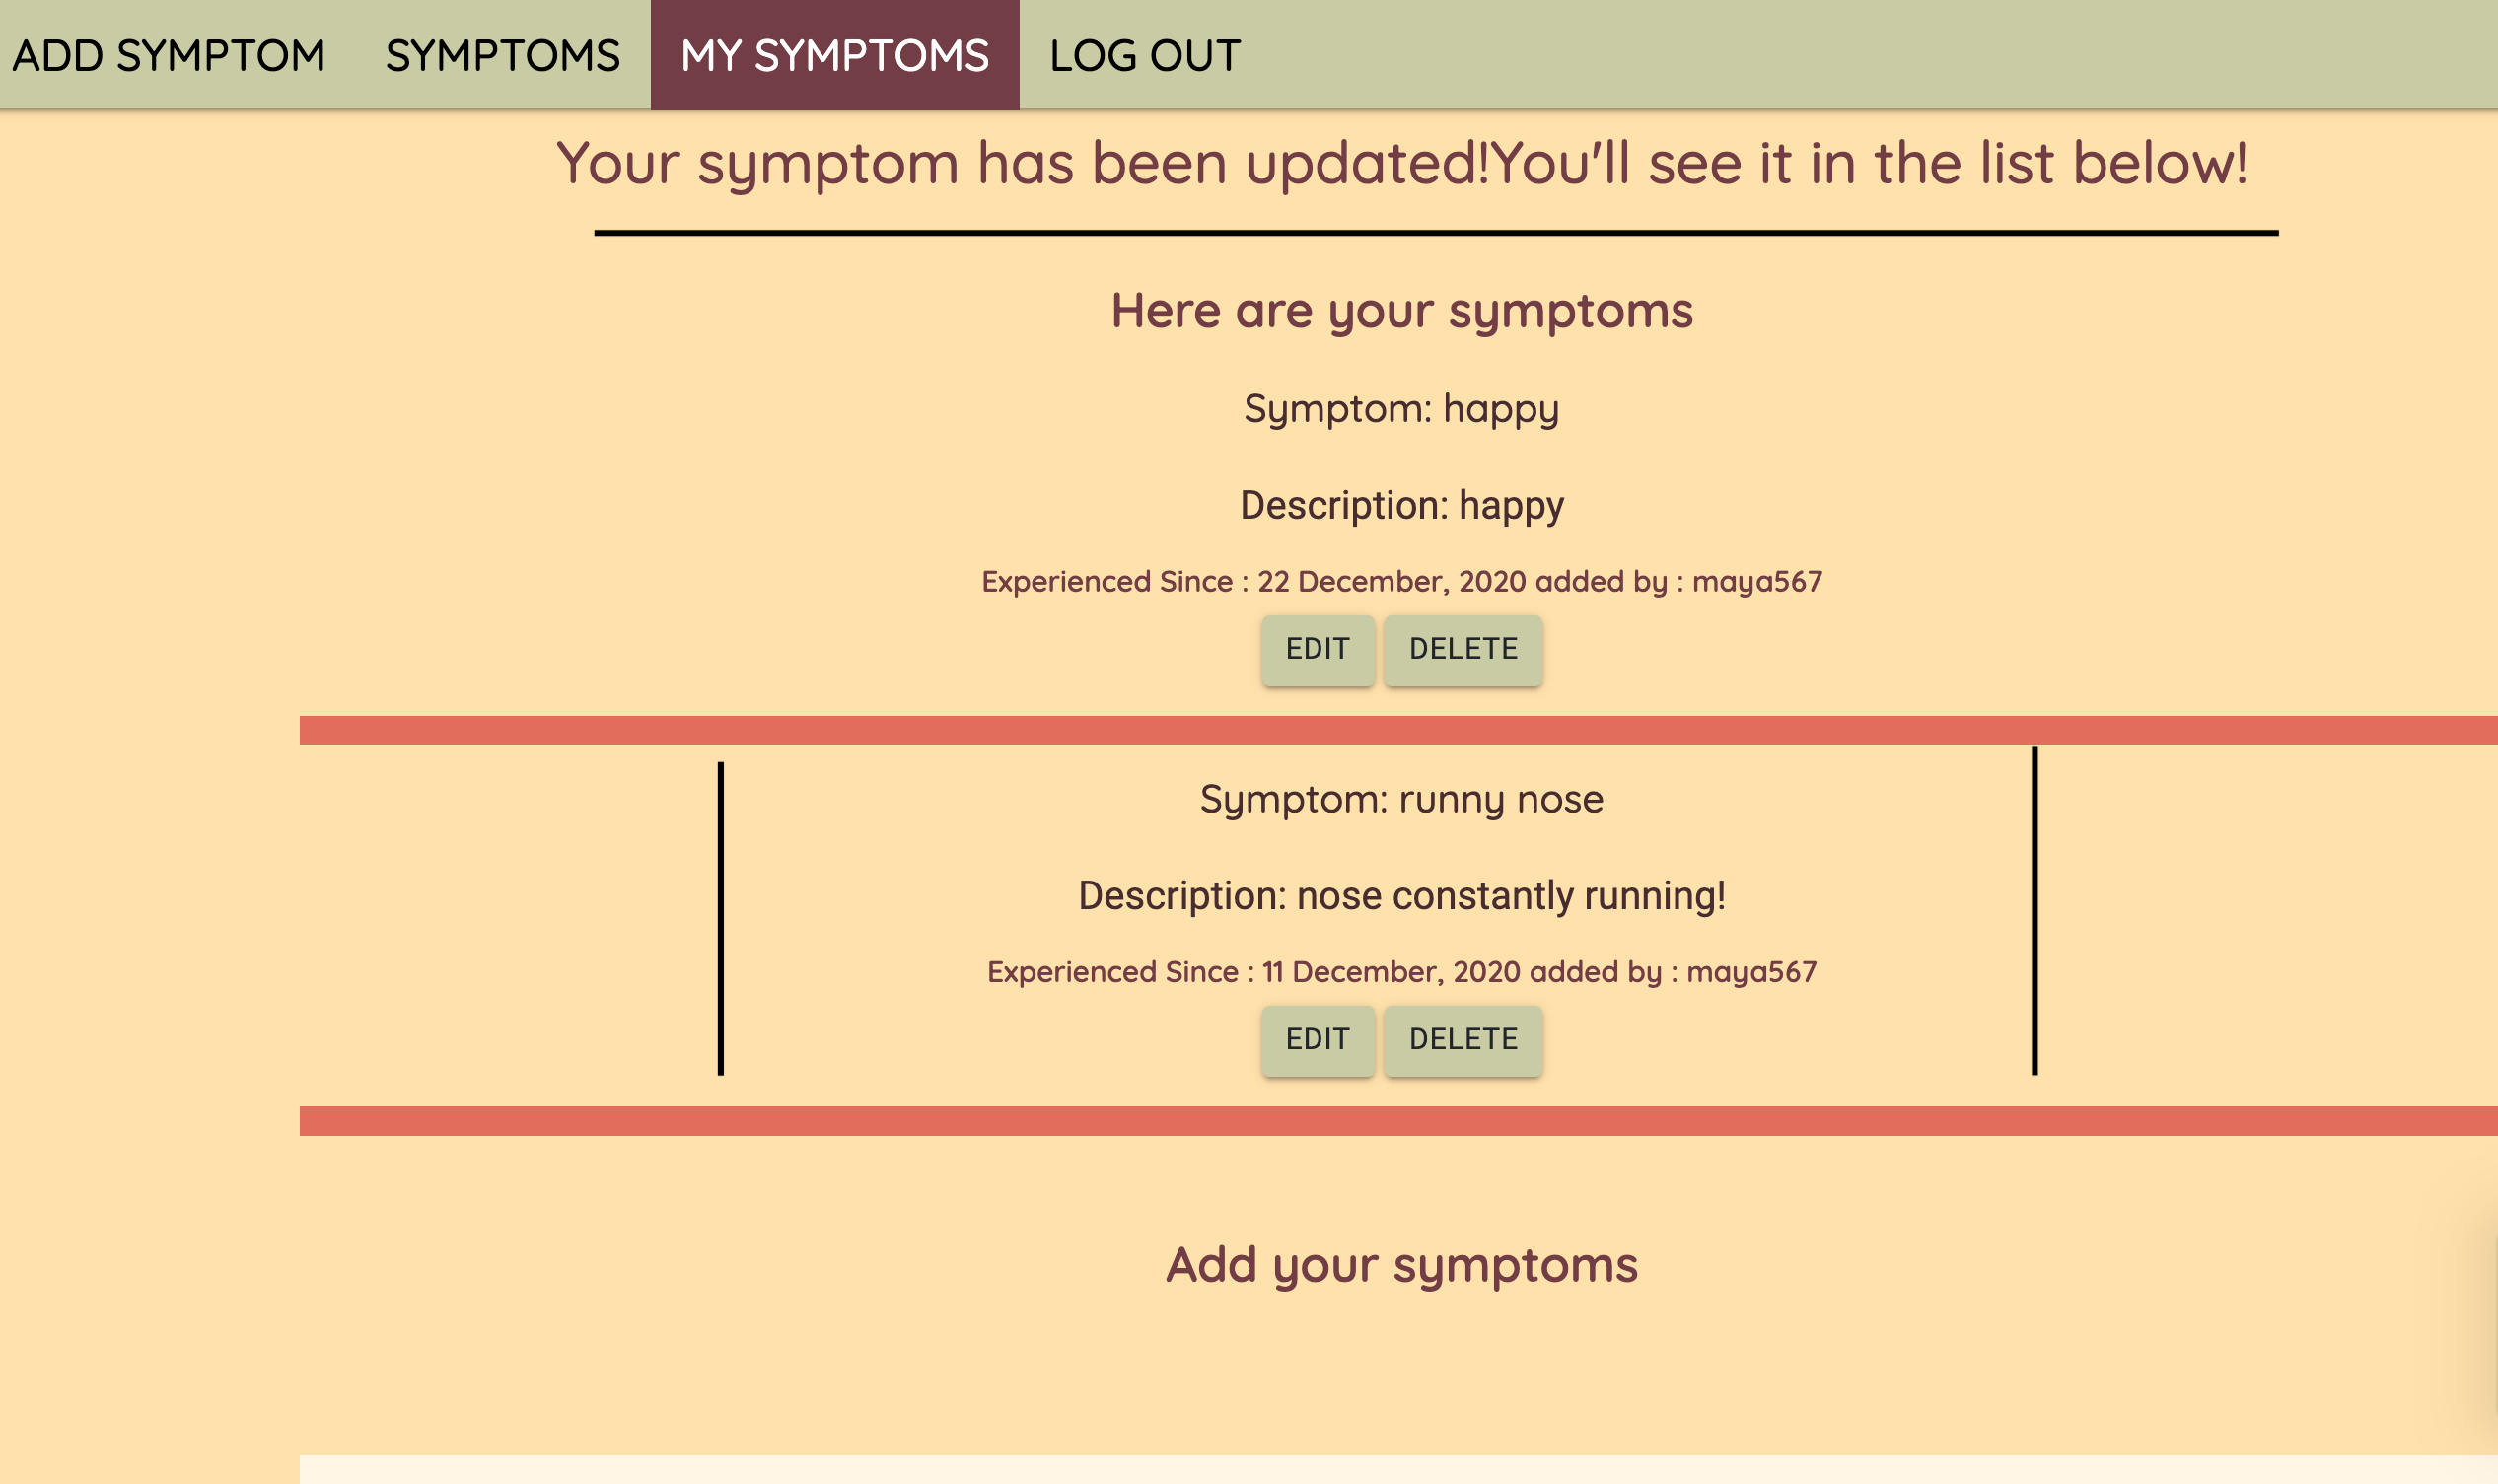 ADD SYMPTOM SYMPTOMS MY SYMPTOMS LOG OUT
Your symptom has been updated!You'll see it in the list below!
Here are your symptoms
Symptom: happy
Description: happy
Experienced Since : 22 December, 2020 added by : maya567
EDIT DELETE
Symptom: runny nose
Description: nose constantly running!
Experienced Since : 11 December, 2020 added by : maya567
EDIT DELETE
Add your symptoms